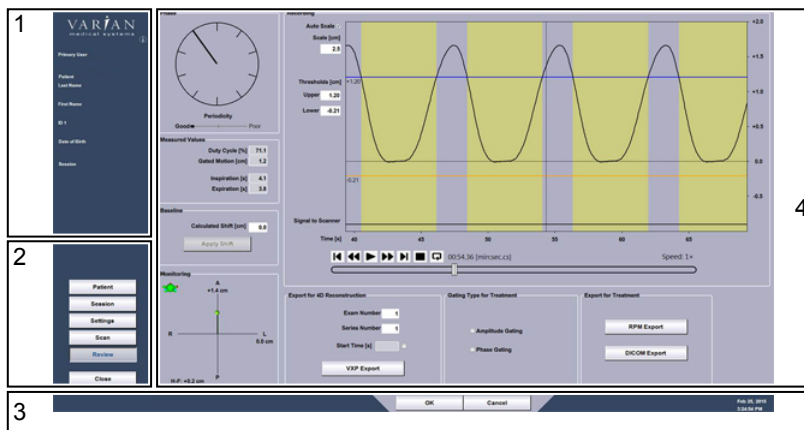 1
VARIAN
medical systems
Primary User
Patient
Last Name
First Name
ID 1
Date of Birth
Session
2
Patient
Session
Settings
Scan
Review
Close
3
OK
Cancel
Feb 25, 2015
3:24:54 PM
4
Phase
Periodicity
Good
Poor
Measured Values
Duty Cycle [%] 71.1
Gated Motion [cm] 1.2
Inspiration [s] 4.1
Expiration [s] 3.8
Baseline
Calculated Shift [cm] 0.0
Apply Shift
Monitoring
A
+1.4 cm
R
L
0.0 cm
P
H-F: +0.2 cm
Recording
Auto Scale
Scale [cm]
2.5
Thresholds [cm]
Upper 1.20
Lower -0.21
+1.20
-0.21
+2.0
+1.5
+1.0
+0.5
0.0
-0.5
Signal to Scanner
Time [s] 40 45 50 55 60 65
00:54.36 [min:sec.cs]
Speed: 1×
Export for 4D Reconstruction
Exam Number 1
Series Number 1
Start Time [s]
VXP Export
Gating Type for Treatment
Amplitude Gating
Phase Gating
Export for Treatment
RPM Export
DICOM Export